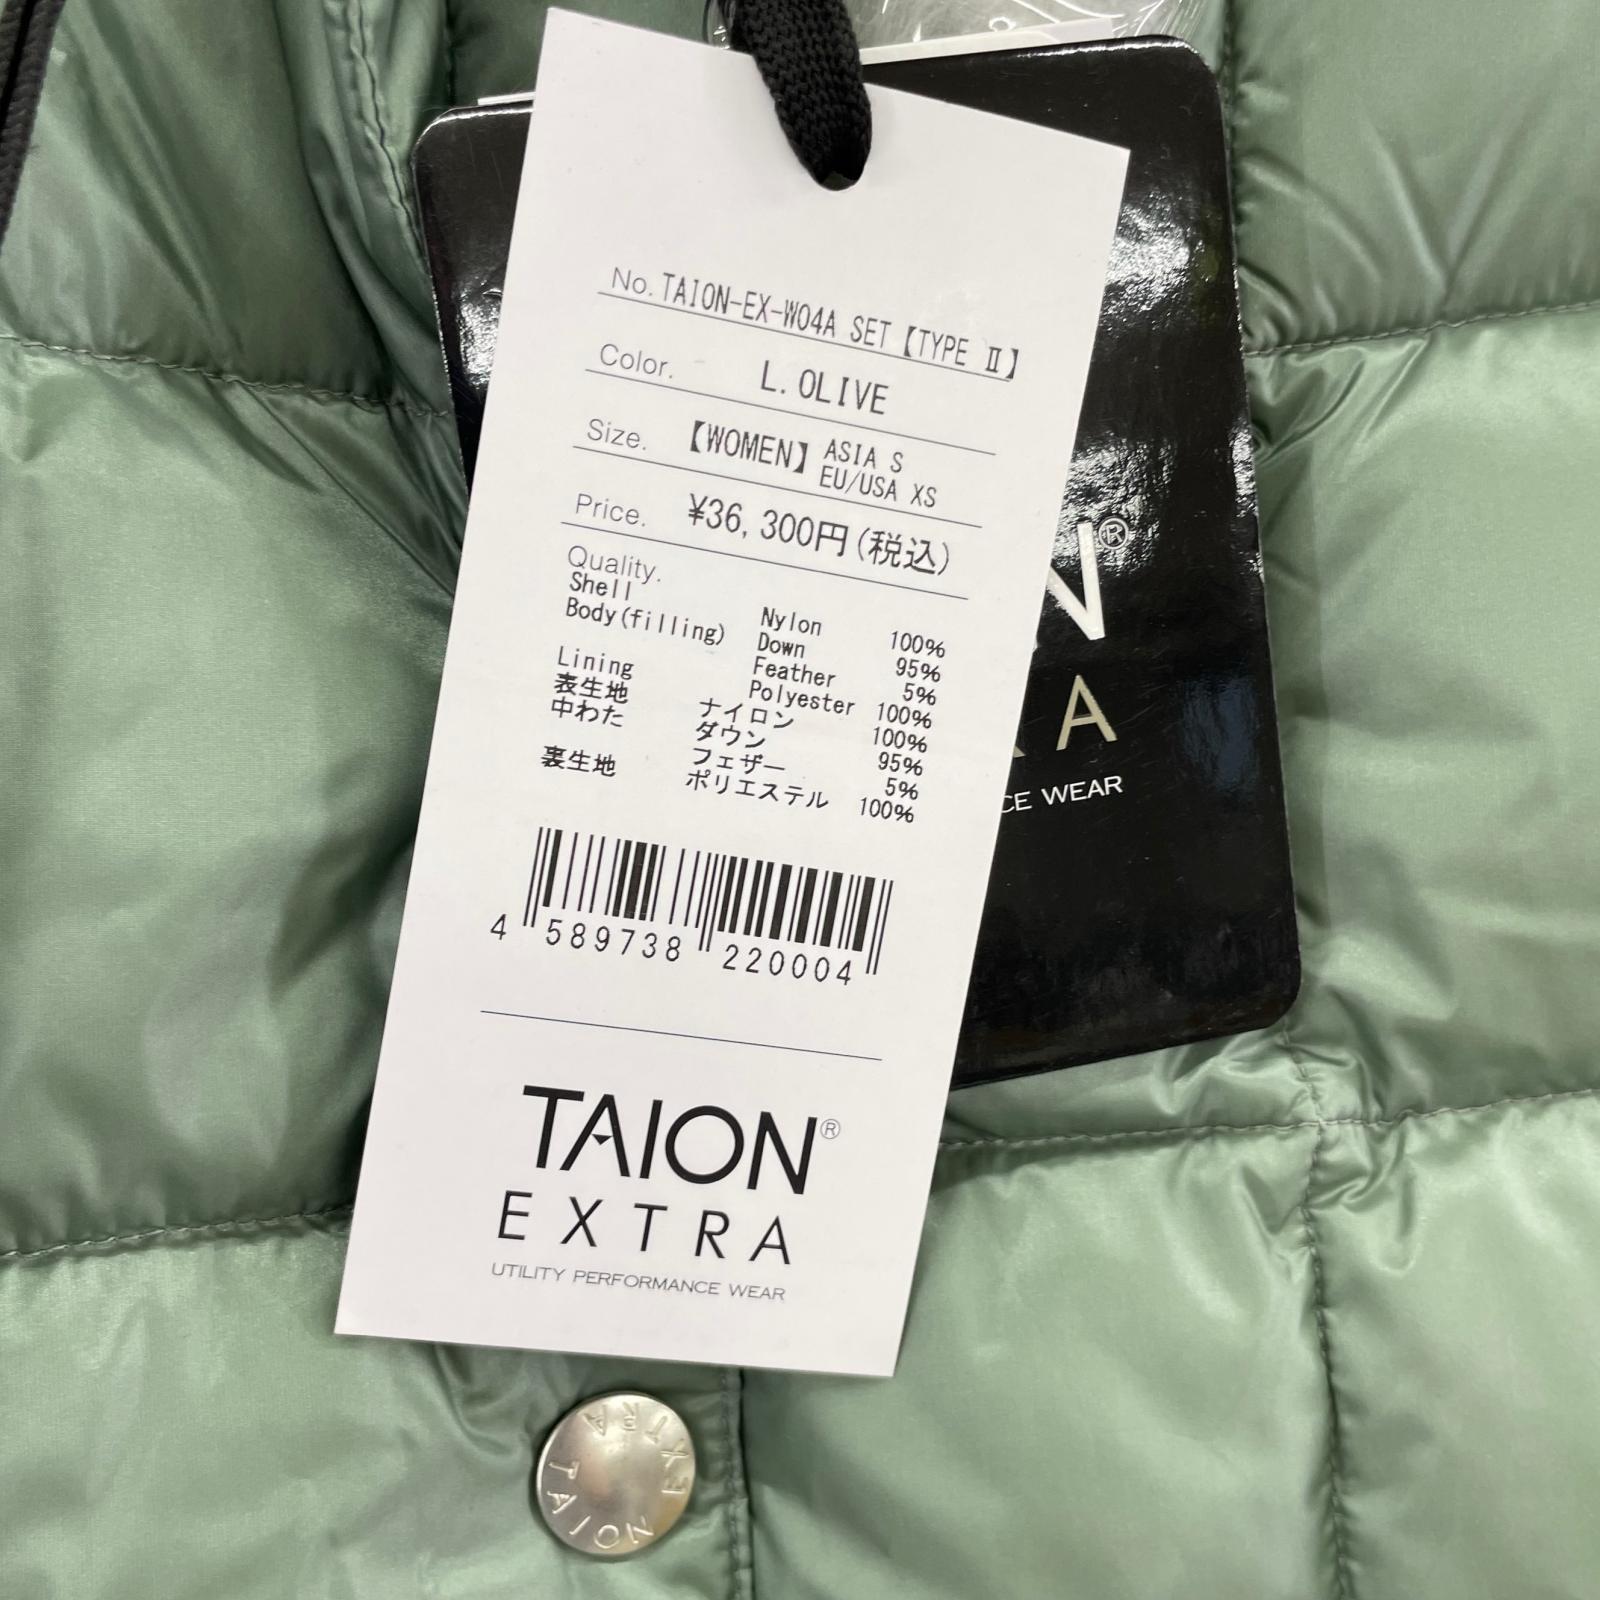 No. TAION-EX-W04A SET【TYPE Ⅱ】
Color. L.OLIVE
Size. 【WOMEN】 ASIA S
EU/USA XS
Price. ¥36,300円(税込)
Quality.
Shell Nylon 100%
Body(filling) Down 95%
Feather 5%
Lining Polyester 100%
表生地 ナイロン 100%
中わた ダウン 95%
フェザー 5%
裏生地 ポリエステル 100%
4 589738 220004
TAION®
EXTRA
UTILITY PERFORMANCE WEAR
N®
A
CE WEAR
TAION EXTRA